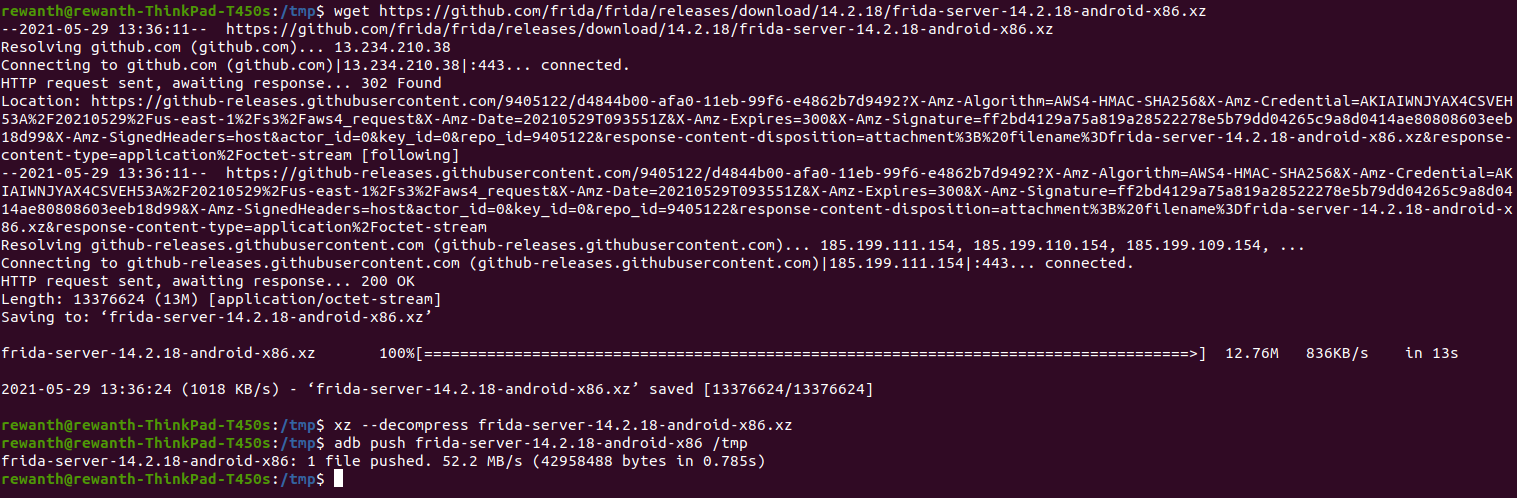 rewanth@rewanth-ThinkPad-T450s:/tmp$ wget https://github.com/frida/frida/releases/download/14.2.18/frida-server-14.2.18-android-x86.xz
--2021-05-29 13:36:11--  https://github.com/frida/frida/releases/download/14.2.18/frida-server-14.2.18-android-x86.xz
Resolving github.com (github.com)... 13.234.210.38
Connecting to github.com (github.com)|13.234.210.38|:443... connected.
HTTP request sent, awaiting response... 302 Found
Location: https://github-releases.githubusercontent.com/9405122/d4844b00-afa0-11eb-99f6-e4862b7d9492?X-Amz-Algorithm=AWS4-HMAC-SHA256&X-Amz-Credential=AKIAIWNJYAX4CSVEH
53A%2F20210529%2Fus-east-1%2Fs3%2Faws4_request&X-Amz-Date=20210529T093551Z&X-Amz-Expires=300&X-Amz-Signature=ff2bd4129a75a819a28522278e5b79dd04265c9a8d0414ae80808603eeb
18d99&X-Amz-SignedHeaders=host&actor_id=0&key_id=0&repo_id=9405122&response-content-disposition=attachment%3B%20filename%3Dfrida-server-14.2.18-android-x86.xz&response-
content-type=application%2Foctet-stream [following]
--2021-05-29 13:36:11--  https://github-releases.githubusercontent.com/9405122/d4844b00-afa0-11eb-99f6-e4862b7d9492?X-Amz-Algorithm=AWS4-HMAC-SHA256&X-Amz-Credential=AK
IAIWNJYAX4CSVEH53A%2F20210529%2Fus-east-1%2Fs3%2Faws4_request&X-Amz-Date=20210529T093551Z&X-Amz-Expires=300&X-Amz-Signature=ff2bd4129a75a819a28522278e5b79dd04265c9a8d04
14ae80808603eeb18d99&X-Amz-SignedHeaders=host&actor_id=0&key_id=0&repo_id=9405122&response-content-disposition=attachment%3B%20filename%3Dfrida-server-14.2.18-android-x
86.xz&response-content-type=application%2Foctet-stream
Resolving github-releases.githubusercontent.com (github-releases.githubusercontent.com)... 185.199.111.154, 185.199.110.154, 185.199.109.154, ...
Connecting to github-releases.githubusercontent.com (github-releases.githubusercontent.com)|185.199.111.154|:443... connected.
HTTP request sent, awaiting response... 200 OK
Length: 13376624 (13M) [application/octet-stream]
Saving to: ‘frida-server-14.2.18-android-x86.xz’
frida-server-14.2.18-android-x86.xz       100%[=====================================================================================>]  12.76M   836KB/s    in 13s
2021-05-29 13:36:24 (1018 KB/s) - ‘frida-server-14.2.18-android-x86.xz’ saved [13376624/13376624]
rewanth@rewanth-ThinkPad-T450s:/tmp$ xz --decompress frida-server-14.2.18-android-x86.xz
rewanth@rewanth-ThinkPad-T450s:/tmp$ adb push frida-server-14.2.18-android-x86 /tmp
frida-server-14.2.18-android-x86: 1 file pushed. 52.2 MB/s (42958488 bytes in 0.785s)
rewanth@rewanth-ThinkPad-T450s:/tmp$